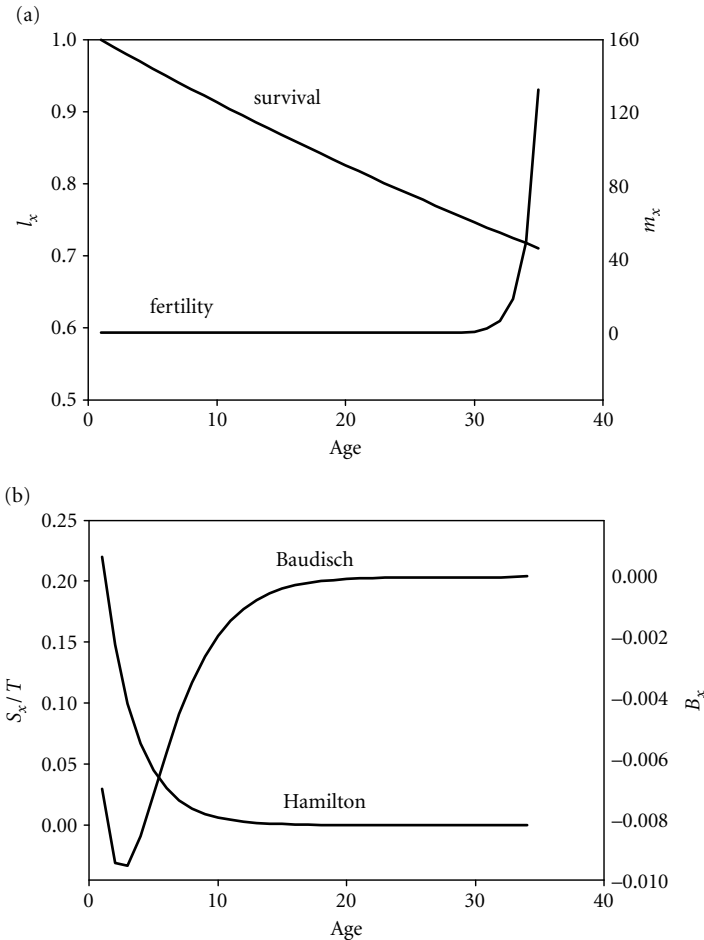 (a)
1.0
0.9
0.8
0.7
0.6
0.5
l_x
survival
fertility
160
120
80
40
0
m_x
0 10 20 30 40
Age
(b)
0.25
0.20
0.15
0.10
0.05
0.00
S_x / T
Baudisch
Hamilton
0.000
−0.002
−0.004
−0.006
−0.008
−0.010
B_x
0 10 20 30 40
Age